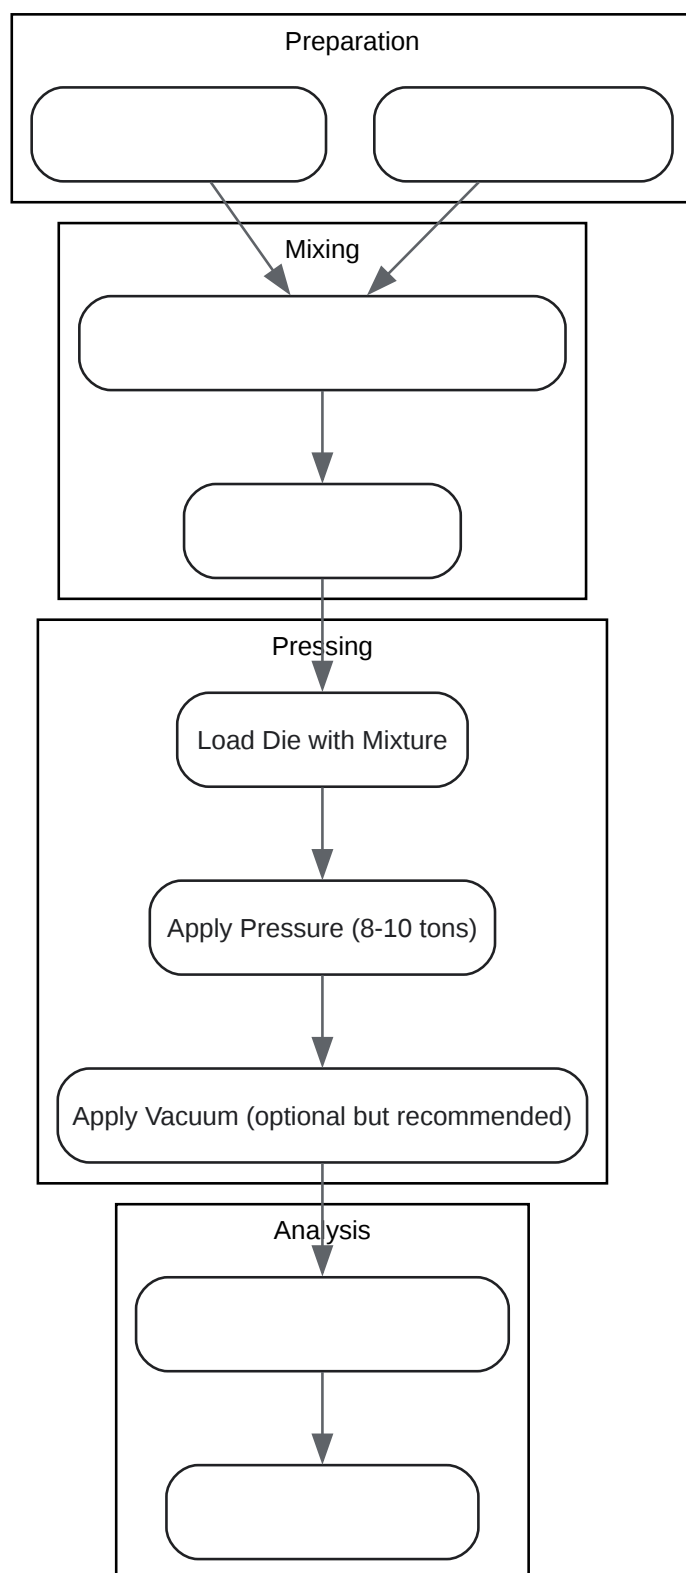 Preparation
Mixing
Pressing
Load Die with Mixture
Apply Pressure (8-10 tons)
Apply Vacuum (optional but recommended)
Analysis